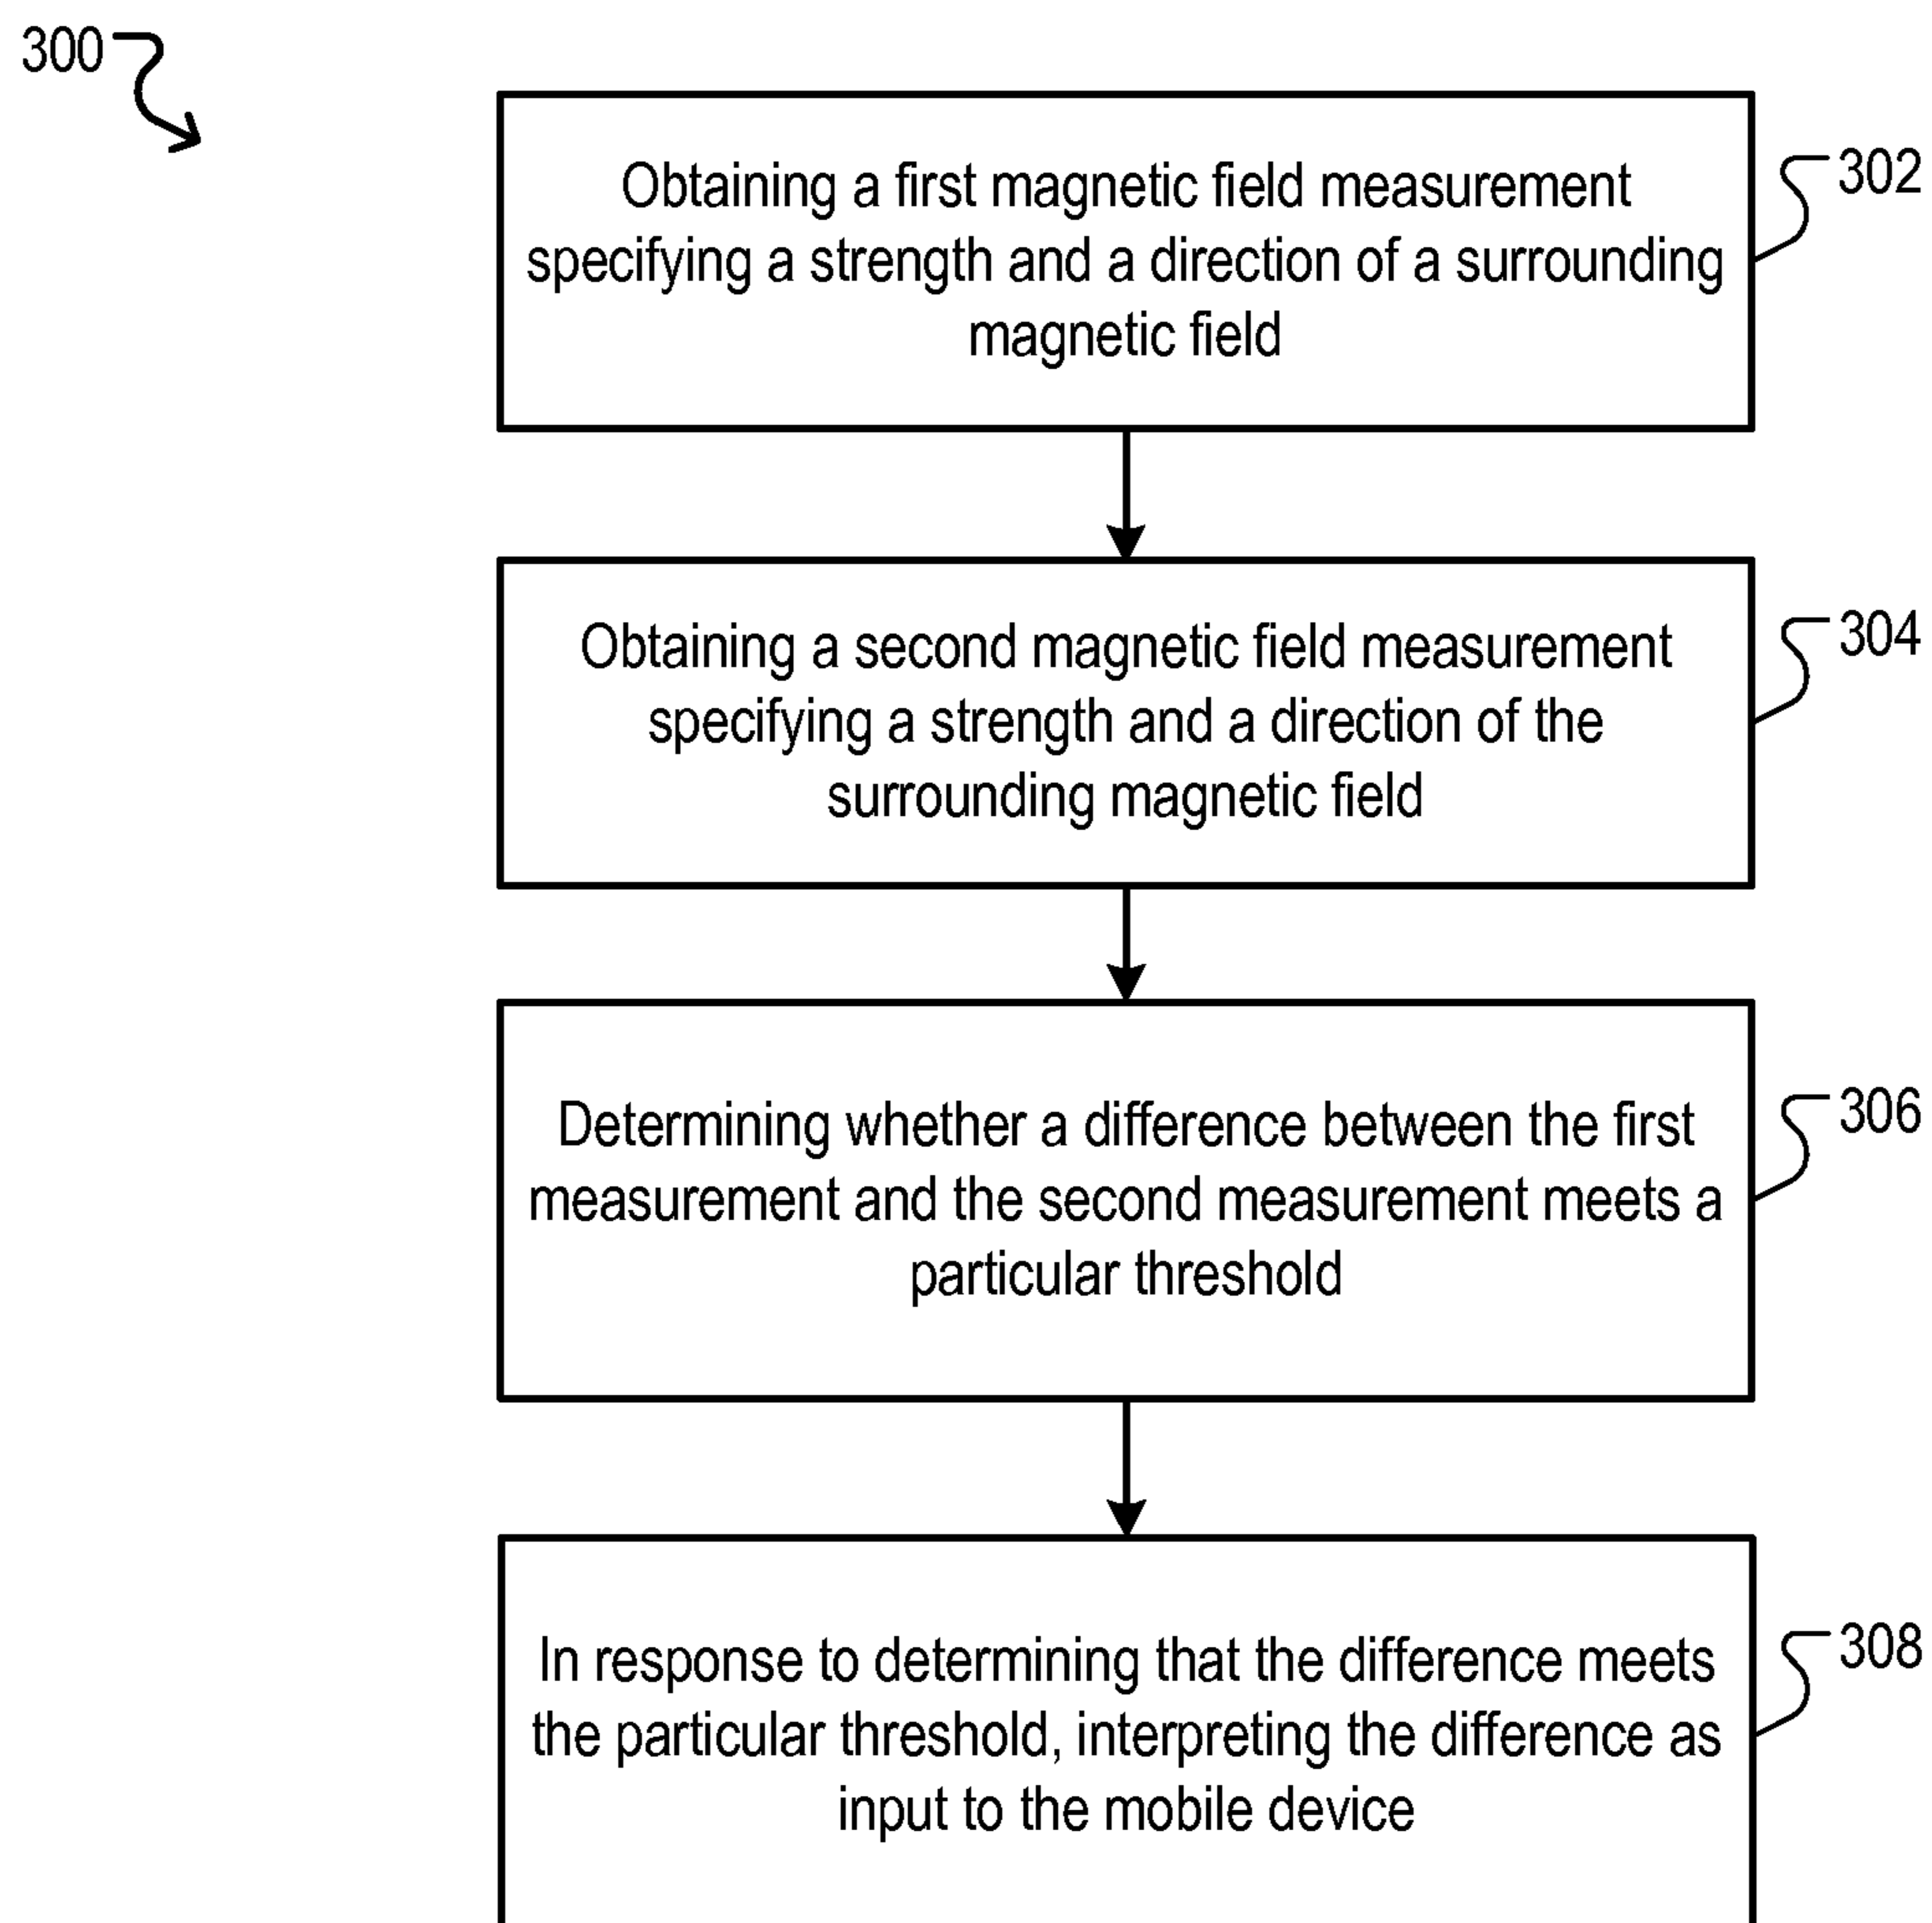 300
Obtaining a first magnetic field measurement
specifying a strength and a direction of a surrounding
magnetic field
302
Obtaining a second magnetic field measurement
specifying a strength and a direction of the
surrounding magnetic field
304
Determining whether a difference between the first
measurement and the second measurement meets a
particular threshold
306
In response to determining that the difference meets
the particular threshold, interpreting the difference as
input to the mobile device
308